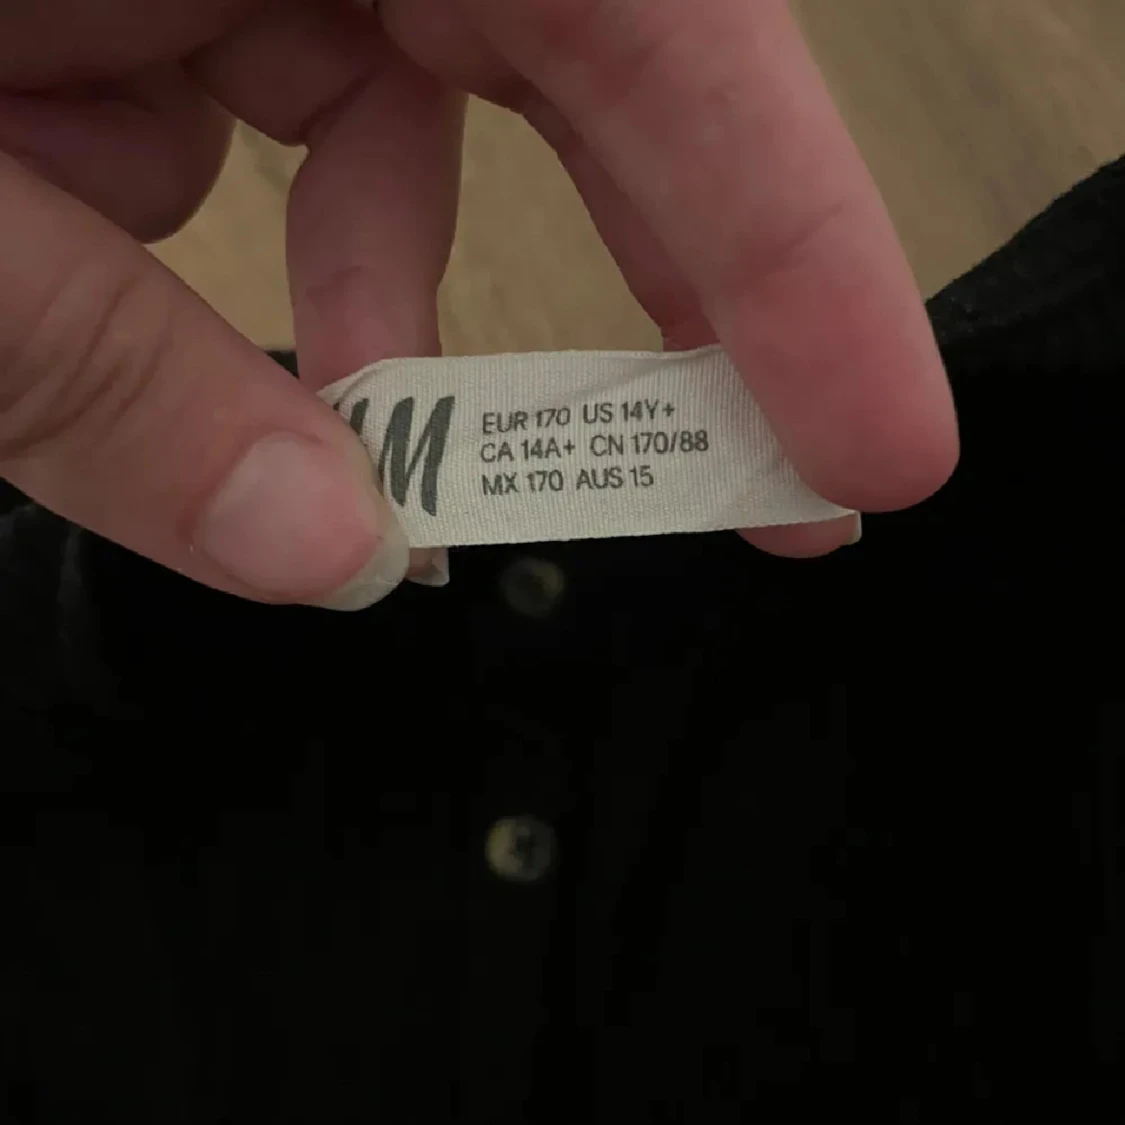 M
EUR 170 US 14Y+
CA 14A+ CN 170/88
MX 170 AUS 15